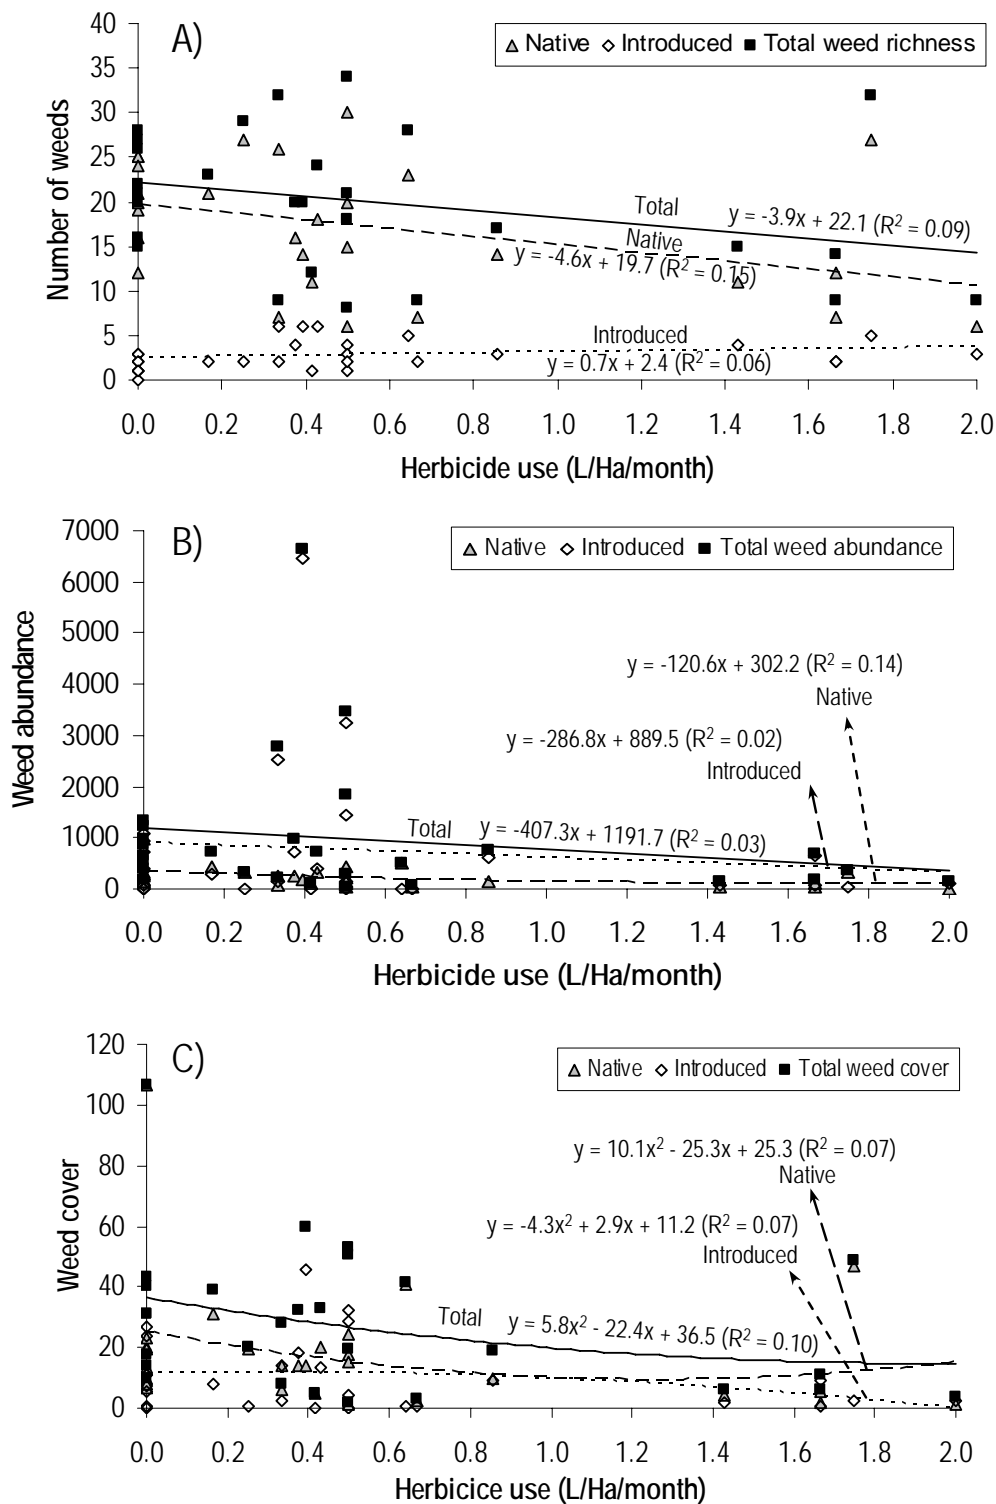 A)
Native Introduced Total weed richness
40
35
30
25
20
15
10
5
0
Number of weeds
Total
y = -3.9x + 22.1 (R² = 0.09)
Native
y = -4.6x + 19.7 (R² = 0.15)
Introduced
y = 0.7x + 2.4 (R² = 0.06)
0.0 0.2 0.4 0.6 0.8 1.0 1.2 1.4 1.6 1.8 2.0
Herbicide use (L/Ha/month)
B)
Native Introduced Total weed abundance
7000
6000
5000
4000
3000
2000
1000
0
Weed abundance
y = -120.6x + 302.2 (R² = 0.14)
Native
y = -286.8x + 889.5 (R² = 0.02)
Introduced
Total y = -407.3x + 1191.7 (R² = 0.03)
0.0 0.2 0.4 0.6 0.8 1.0 1.2 1.4 1.6 1.8 2.0
Herbicide use (L/Ha/month)
C)
Native Introduced Total weed cover
120
100
80
60
40
20
0
Weed cover
y = 10.1x² - 25.3x + 25.3 (R² = 0.07)
Native
y = -4.3x² + 2.9x + 11.2 (R² = 0.07)
Introduced
Total y = 5.8x² - 22.4x + 36.5 (R² = 0.10)
0.0 0.2 0.4 0.6 0.8 1.0 1.2 1.4 1.6 1.8 2.0
Herbicice use (L/Ha/month)